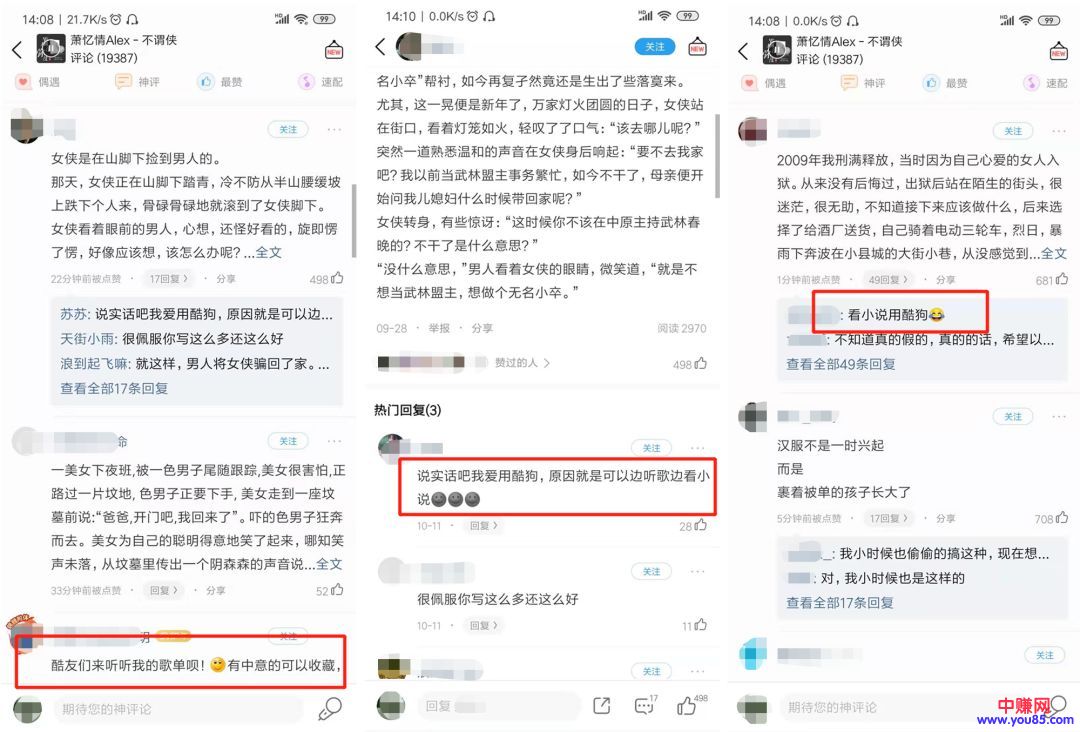 14:08 | 21.7K/s
HD
99
萧忆情Alex - 不谓侠
评论 (19387)
NEW
偶遇
神评
最赞
速配
关注
女侠是在山脚下捡到男人的。
那天，女侠正在山脚下踏青，冷不防从半山腰缓坡
上跌下个人来，骨碌骨碌地就滚到了女侠脚下。
女侠看着眼前的男人，心想，还怪好看的，旋即愣
了愣，好像应该想，该怎么办呢？...全文
22分钟前被点赞 · 17回复 > · 分享
498
苏苏: 说实话吧我爱用酷狗，原因就是可以边...
天街小雨: 很佩服你写这么多还这么好
浪到起飞嘛: 就这样，男人将女侠骗回了家。...
查看全部17条回复
命
关注
一美女下夜班,被一色男子尾随跟踪,美女很害怕,正
路过一片坟地, 色男子正要下手, 美女走到一座坟
墓前说:“爸爸,开门吧,我回来了”。吓的色男子狂奔
而去。美女为自己的聪明得意地笑了起来，哪知笑
声未落，从坟墓里传出一个阴森森的声音说...全文
33分钟前被点赞 · 回复 > · 分享
52
关注
酷友们来听听我的歌单呗！有中意的可以收藏，
期待您的神评论
14:10 | 0.0K/s
HD
99
关注
NEW
名小卒”帮衬，如今再复孑然竟还是生出了些落寞来。
尤其，这一晃便是新年了，万家灯火团圆的日子，女侠站
在街口，看着灯笼如火，轻叹了了口气：“该去哪儿呢？”
突然一道熟悉温和的声音在女侠身后响起：“要不去我家
吧？我以前当武林盟主事务繁忙，如今不干了，母亲便开
始问我儿媳妇什么时候带回家呢？”
女侠转身，有些惊讶：“这时候你不该在中原主持武林春
晚的？不干了是什么意思？”
“没什么意思，”男人看着女侠的眼睛，微笑道，“就是不
想当武林盟主，想做个无名小卒。”
09-28 · 举报 · 分享
阅读 2970
赞过的人 >
498
热门回复(3)
关注
说实话吧我爱用酷狗，原因就是可以边听歌边看小
说
10-11 · 回复 >
28
关注
很佩服你写这么多还这么好
10-11 · 回复 >
11
关注
回复
17
498
14:08 | 0.0K/s
HD
99
萧忆情Alex - 不谓侠
评论 (19387)
NEW
偶遇
神评
最赞
速配
关注
2009年我刑满释放，当时因为自己心爱的女人入
狱。从来没有后悔过，出狱后站在陌生的街头，很
迷茫，很无助，不知道接下来应该做什么，后来选
择了给酒厂送货，自己骑着电动三轮车，烈日，暴
雨下奔波在小县城的大街小巷，从没感觉到...全文
1分钟前被点赞 · 49回复 > · 分享
681
: 看小说用酷狗
: 不知道真的假的，真的的话，希望以...
查看全部49条回复
关注
汉服不是一时兴起
而是
裹着被单的孩子长大了
5分钟前被点赞 · 17回复 > · 分享
708
: 我小时候也偷偷的搞这种，现在想...
: 对，我小时候也是这样的
查看全部17条回复
关注
期待您的神评论
中赚网
www.you85.com